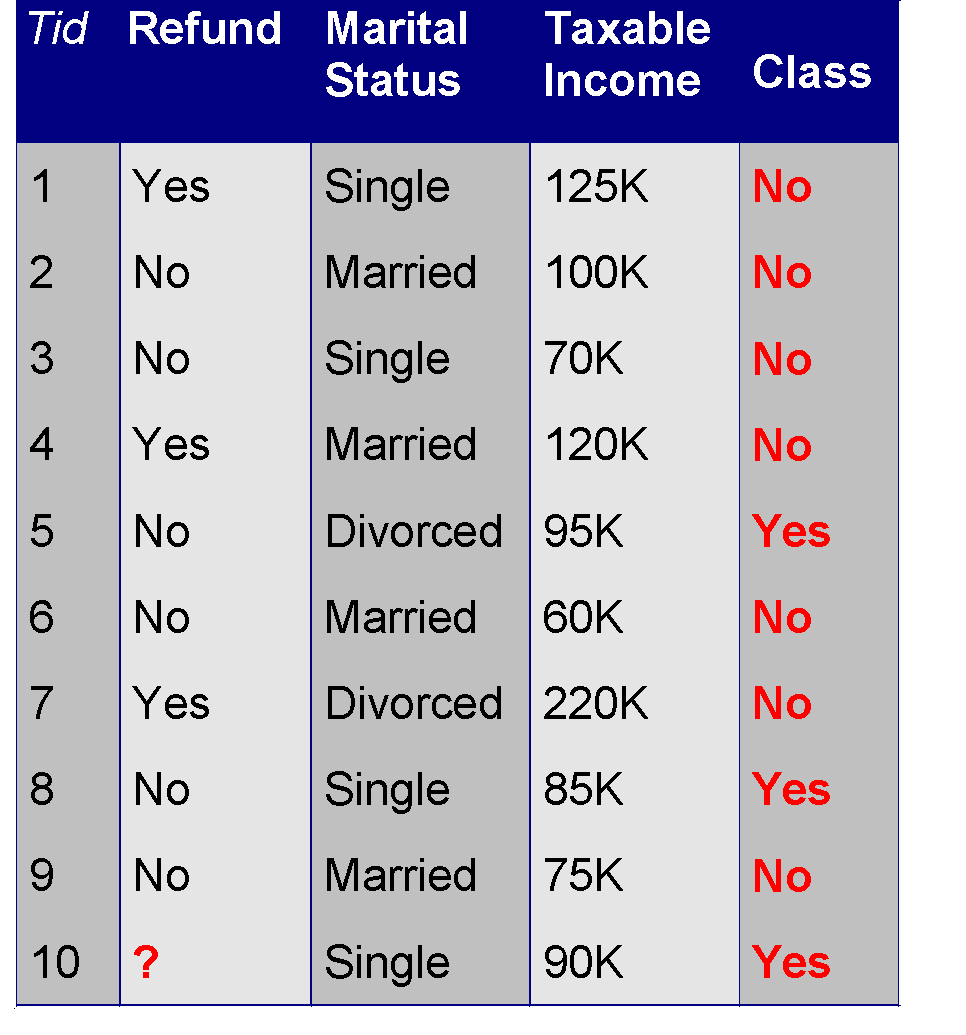 Tid Refund Marital Status Taxable Income Class
1 Yes Single 125K No
2 No Married 100K No
3 No Single 70K No
4 Yes Married 120K No
5 No Divorced 95K Yes
6 No Married 60K No
7 Yes Divorced 220K No
8 No Single 85K Yes
9 No Married 75K No
10 ? Single 90K Yes